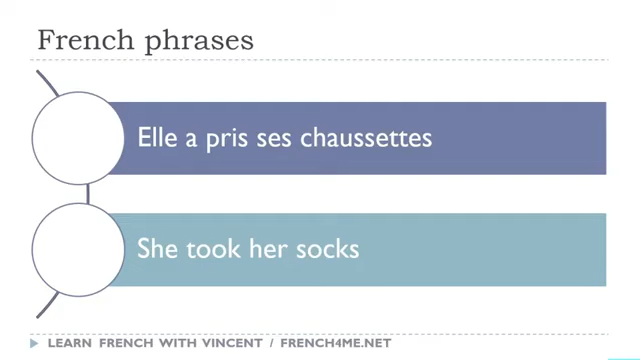 French phrases
Elle a pris ses chaussettes
She took her socks
LEARN FRENCH WITH VINCENT / FRENCH4ME.NET